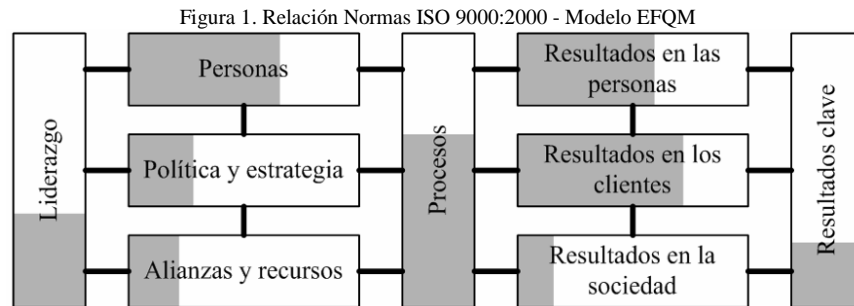 Figura 1. Relación Normas ISO 9000:2000 - Modelo EFQM
Liderazgo
Personas
Política y estrategia
Alianzas y recursos
Procesos
Resultados en las
personas
Resultados en los
clientes
Resultados en la
sociedad
Resultados clave